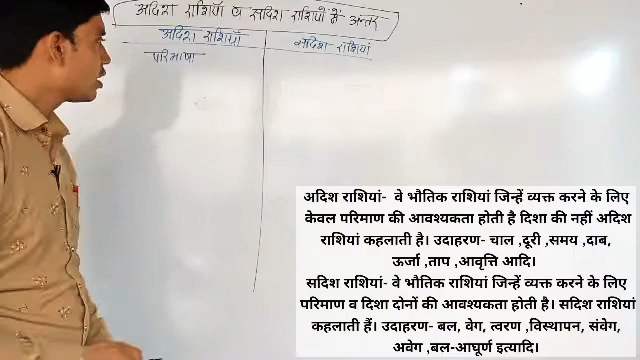 अदिश राशियाँ व सदिश राशियों में अन्तर
अदिश राशियाँ
सदिश राशियां
परिभाषा
अदिश राशियां- वे भौतिक राशियां जिन्हें व्यक्त करने के लिए
केवल परिमाण की आवश्यकता होती है दिशा की नहीं अदिश
राशियां कहलाती है। उदाहरण- चाल ,दूरी ,समय ,दाब,
ऊर्जा ,ताप ,आवृत्ति आदि।
सदिश राशियां- वे भौतिक राशियां जिन्हें व्यक्त करने के लिए
परिमाण व दिशा दोनों की आवश्यकता होती है। सदिश राशियां
कहलाती हैं। उदाहरण- बल, वेग, त्वरण ,विस्थापन, संवेग,
अवेग ,बल-आघूर्ण इत्यादि।